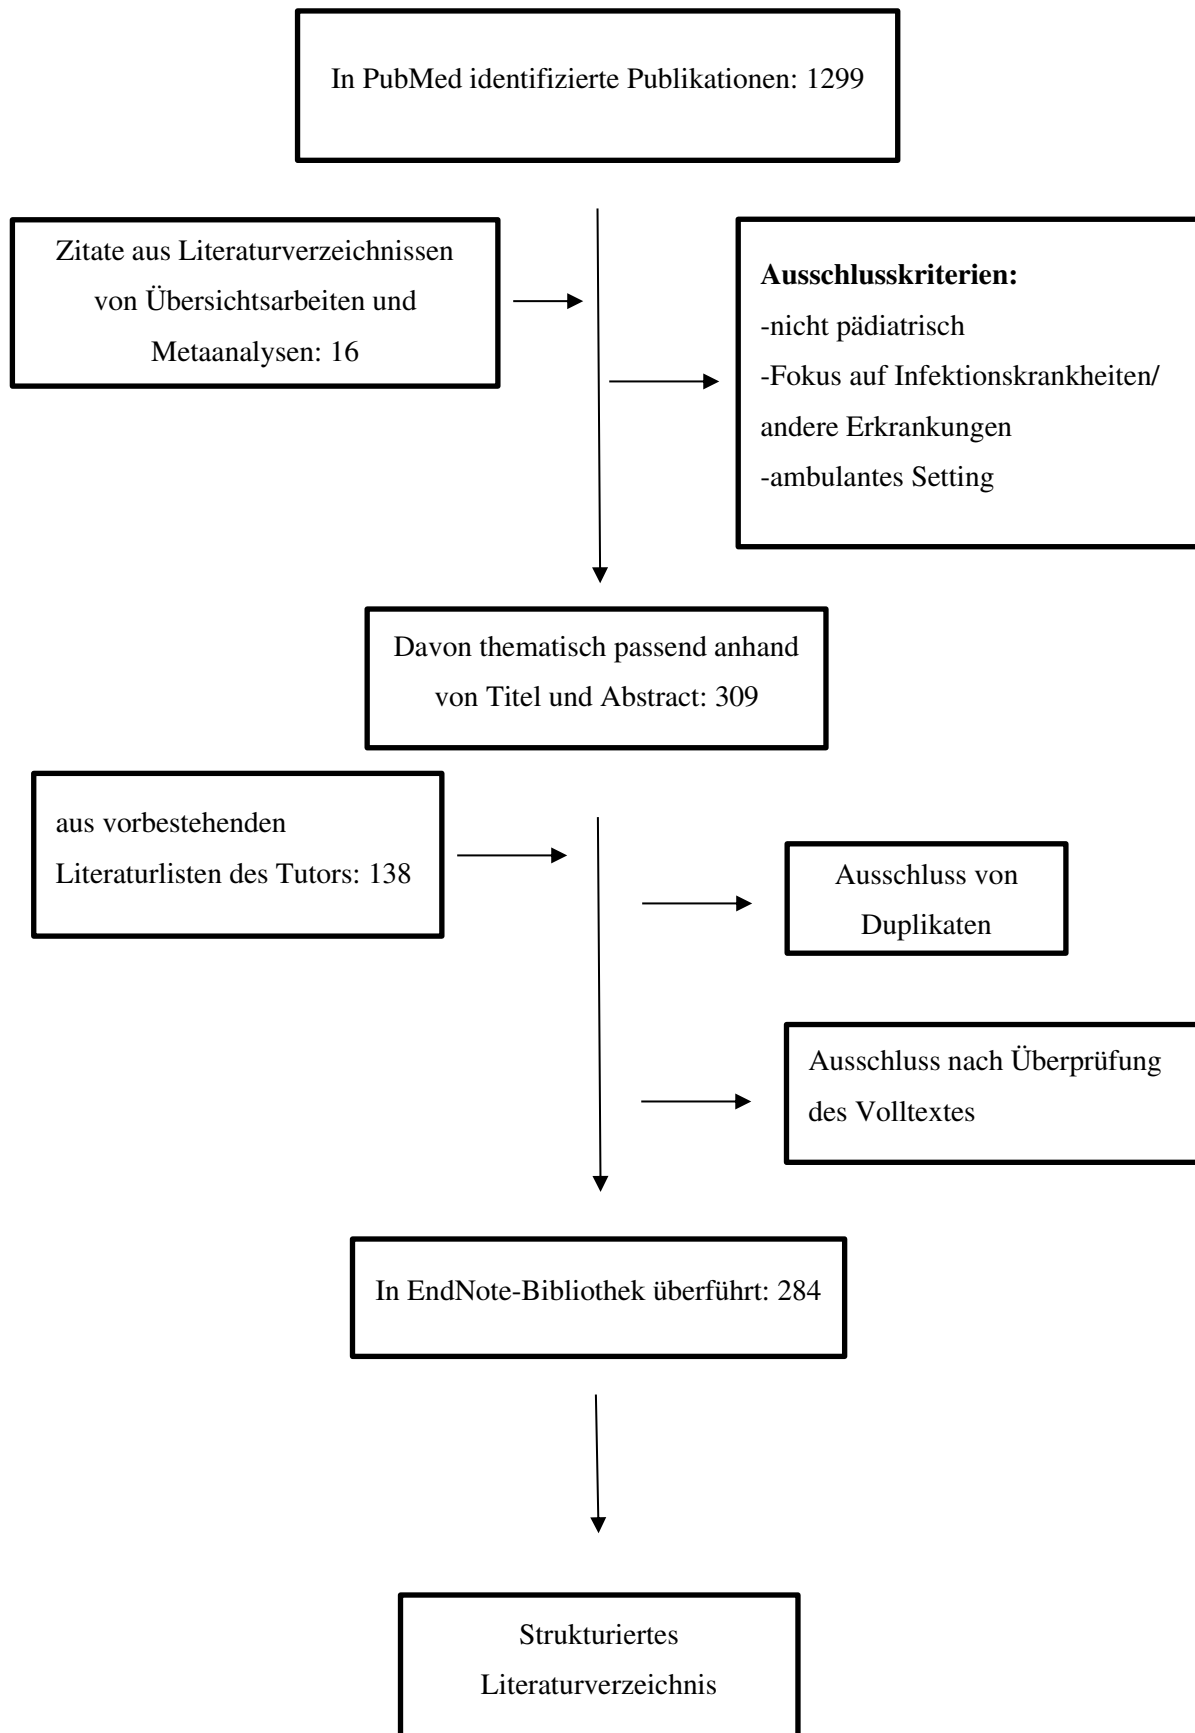 In PubMed identifizierte Publikationen: 1299
Zitate aus Literaturverzeichnissen
von Übersichtsarbeiten und
Metaanalysen: 16
Ausschlusskriterien:
-nicht pädiatrisch
-Fokus auf Infektionskrankheiten/
andere Erkrankungen
-ambulantes Setting
Davon thematisch passend anhand
von Titel und Abstract: 309
aus vorbestehenden
Literaturlisten des Tutors: 138
Ausschluss von
Duplikaten
Ausschluss nach Überprüfung
des Volltextes
In EndNote-Bibliothek überführt: 284
Strukturiertes
Literaturverzeichnis